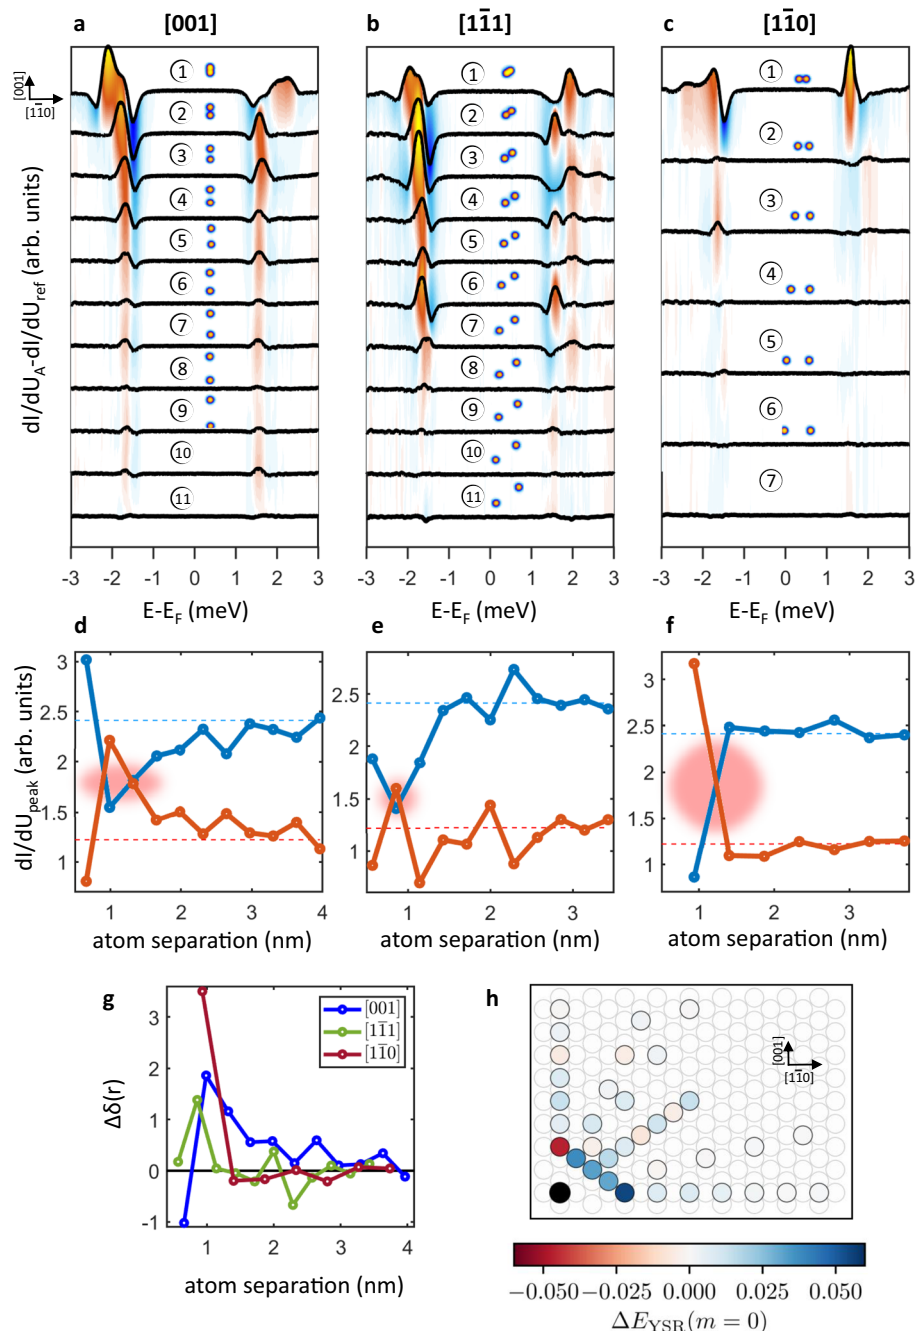 a [001] b [11̄1] c [11̄0]
[001]
[11̄0]
dI/dU_A-dI/dU_ref (arb. units)
1 2 3 4 5 6 7 8 9 10 11
1 2 3 4 5 6 7 8 9 10 11
1 2 3 4 5 6 7
-3 -2 -1 0 1 2 3
-3 -2 -1 0 1 2 3
-3 -2 -1 0 1 2 3
E-E_F (meV)
E-E_F (meV)
E-E_F (meV)
d
dI/dU_peak (arb. units)
3
2.5
2
1.5
1
1 2 3 4
atom separation (nm)
e
2.5
2
1.5
1
1 2 3
atom separation (nm)
f
3
2.5
2
1.5
1
1 2 3
atom separation (nm)
g
Δδ(r)
3
2
1
0
-1
1 2 3 4
atom separation (nm)
[001]
[11̄1]
[11̄0]
h
[001]
[11̄0]
−0.050 −0.025 0.000 0.025 0.050
ΔE_YSR(m = 0)